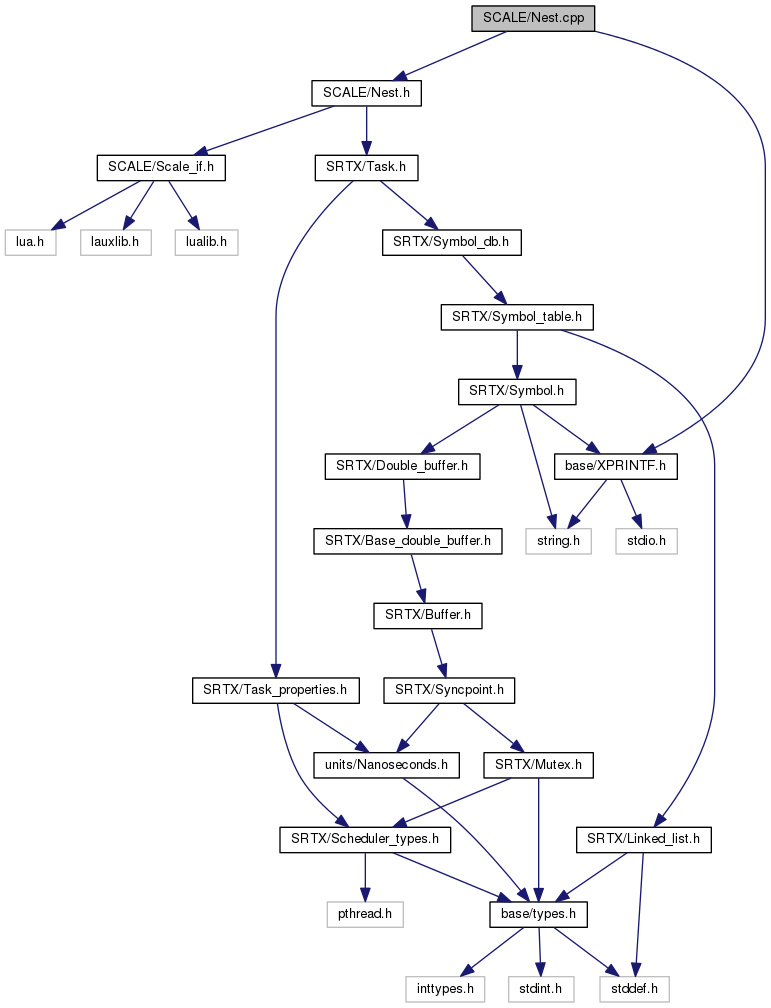 SCALE/Nest.cpp
SCALE/Nest.h
SCALE/Scale_if.h
SRTX/Task.h
lua.h
lauxlib.h
lualib.h
SRTX/Symbol_db.h
SRTX/Symbol_table.h
SRTX/Symbol.h
SRTX/Double_buffer.h
base/XPRINTF.h
SRTX/Base_double_buffer.h
string.h
stdio.h
SRTX/Buffer.h
SRTX/Task_properties.h
SRTX/Syncpoint.h
units/Nanoseconds.h
SRTX/Mutex.h
SRTX/Scheduler_types.h
SRTX/Linked_list.h
pthread.h
base/types.h
inttypes.h
stdint.h
stddef.h